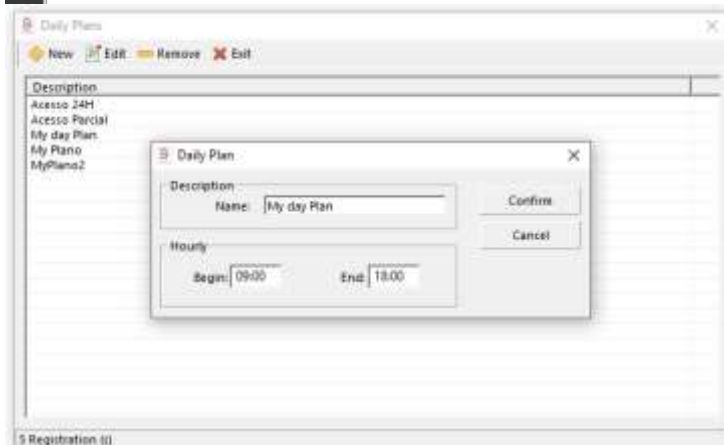 Daily Plans
New Edit Remove Exit
Description
Acesso 24H
Acesso Parcial
My day Plan
My Plano
MyPlano2
Daily Plan
Description
Name: My day Plan
Confirm
Cancel
Hourly
Begin: 09:00 End: 18:00
5 Registration (s)